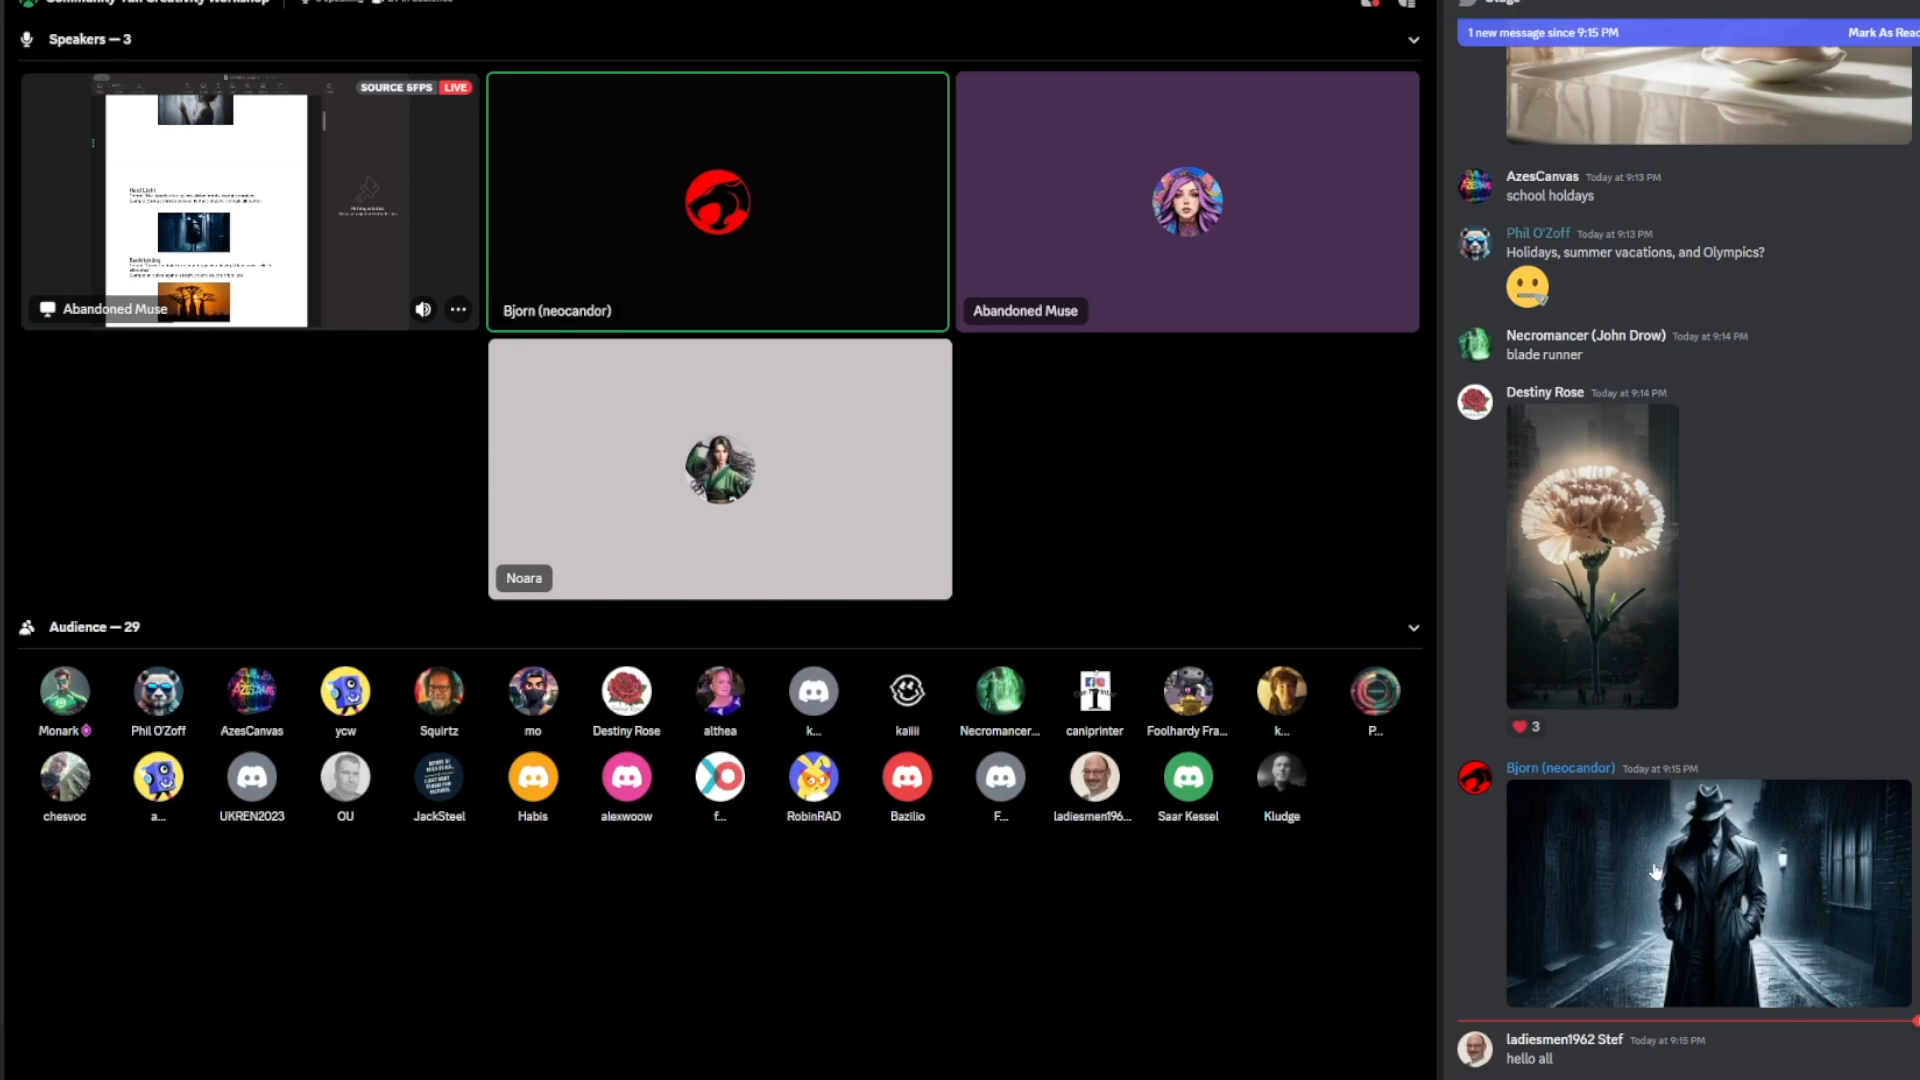 Speakers — 3
SOURCE 5FPS LIVE
Hard Light
Backlighting
Abandoned Muse
Bjorn (neocandor)
Abandoned Muse
Noara
Audience — 29
Monark
Phil O'Zoff
AzesCanvas
ycw
Squirtz
mo
Destiny Rose
althea
k...
kaiiii
Necromancer...
caniprinter
Foolhardy Fra...
k...
P...
chesvoc
a...
UKREN2023
OU
JackSteel
Habis
alexwoow
f...
RobinRAD
Bazilio
F...
ladiesmen196...
Saar Kessel
Kludge
1 new message since 9:15 PM Mark As Read
AzesCanvas Today at 9:13 PM
school holdays
Phil O'Zoff Today at 9:13 PM
Holidays, summer vacations, and Olympics?
Necromancer (John Drow) Today at 9:14 PM
blade runner
Destiny Rose Today at 9:14 PM
3
Bjorn (neocandor) Today at 9:15 PM
ladiesmen1962 Stef Today at 9:15 PM
hello all